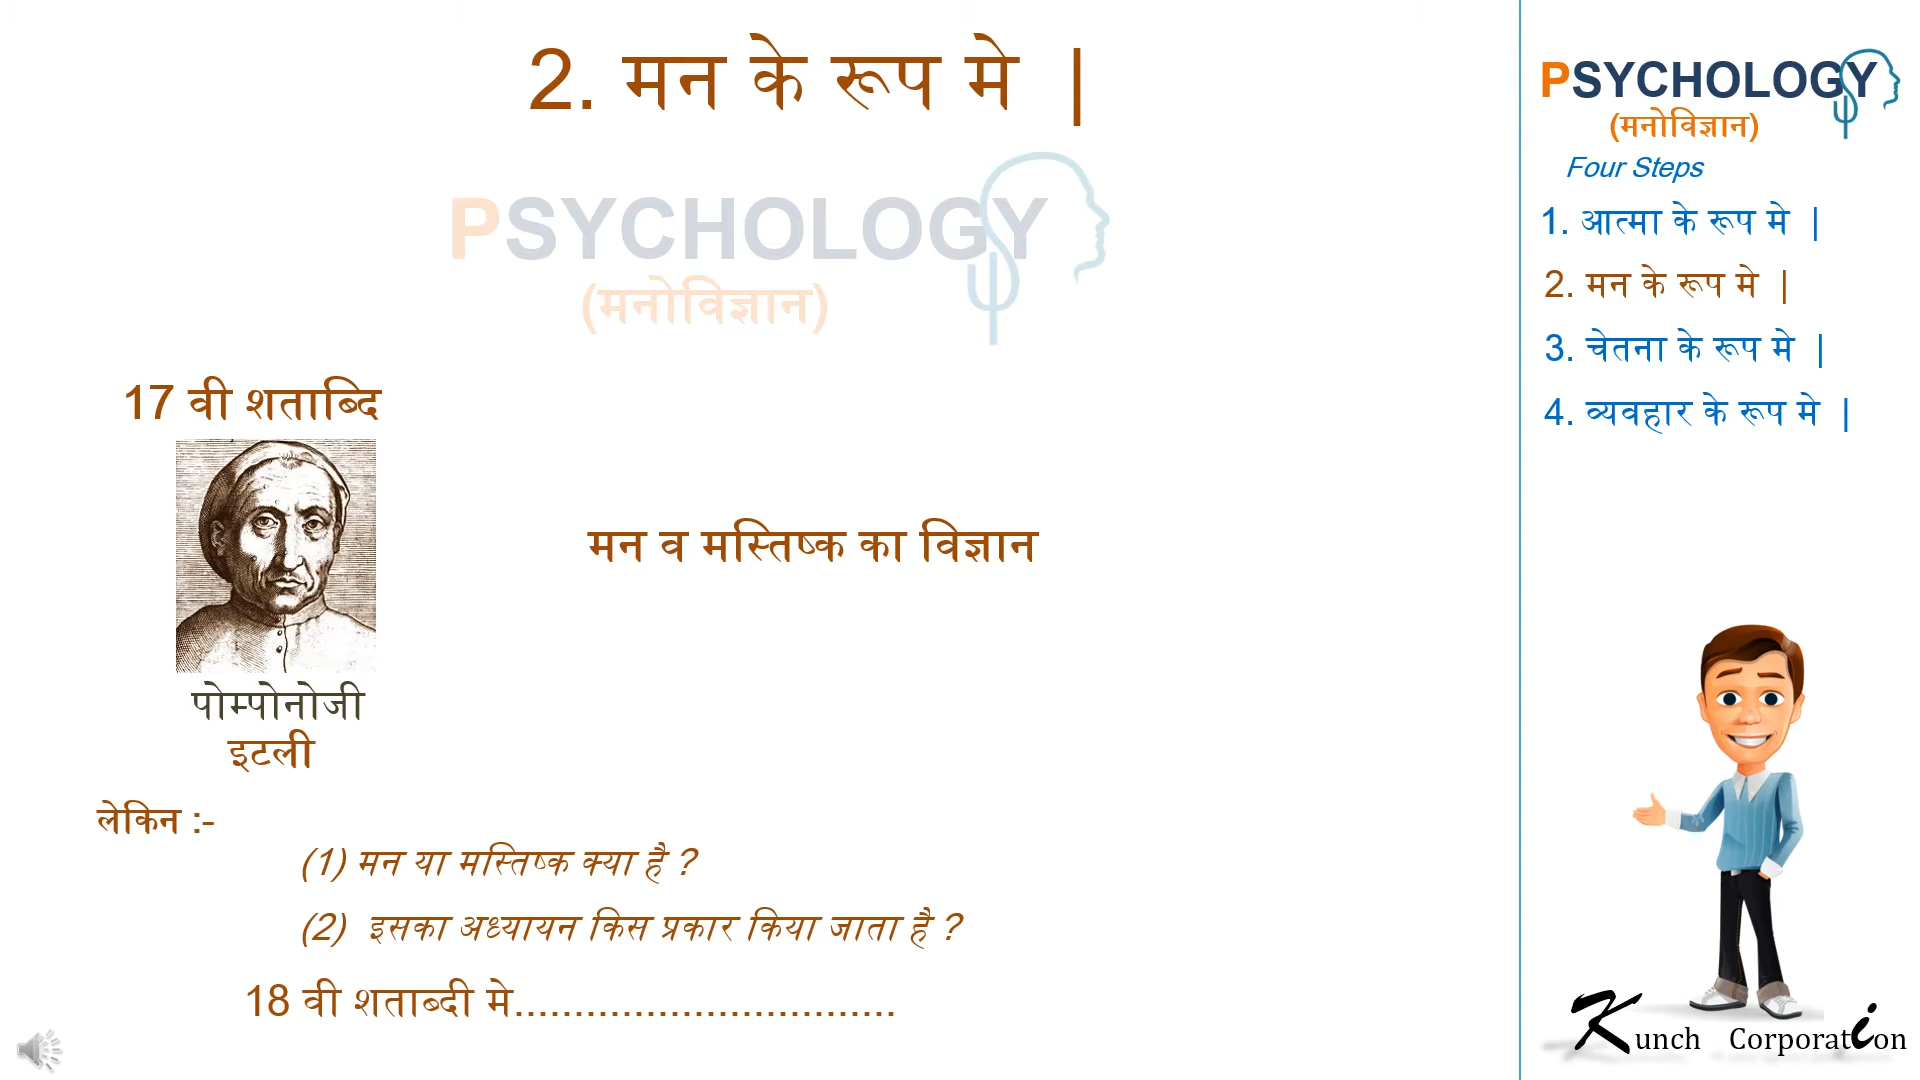 2. मन के रूप मे |
PSYCHOLOGY
(मनोविज्ञान)
17 वी शताब्दि
मन व मस्तिष्क का विज्ञान
पोम्पोनोजी
इटली
लेकिन :-
(1) मन या मस्तिष्क क्या है ?
(2) इसका अध्यायन किस प्रकार किया जाता है ?
18 वी शताब्दी मे................................
PSYCHOLOGY
(मनोविज्ञान)
Four Steps
1. आत्मा के रूप मे |
2. मन के रूप मे |
3. चेतना के रूप मे |
4. व्यवहार के रूप मे |
Kunch Corporation